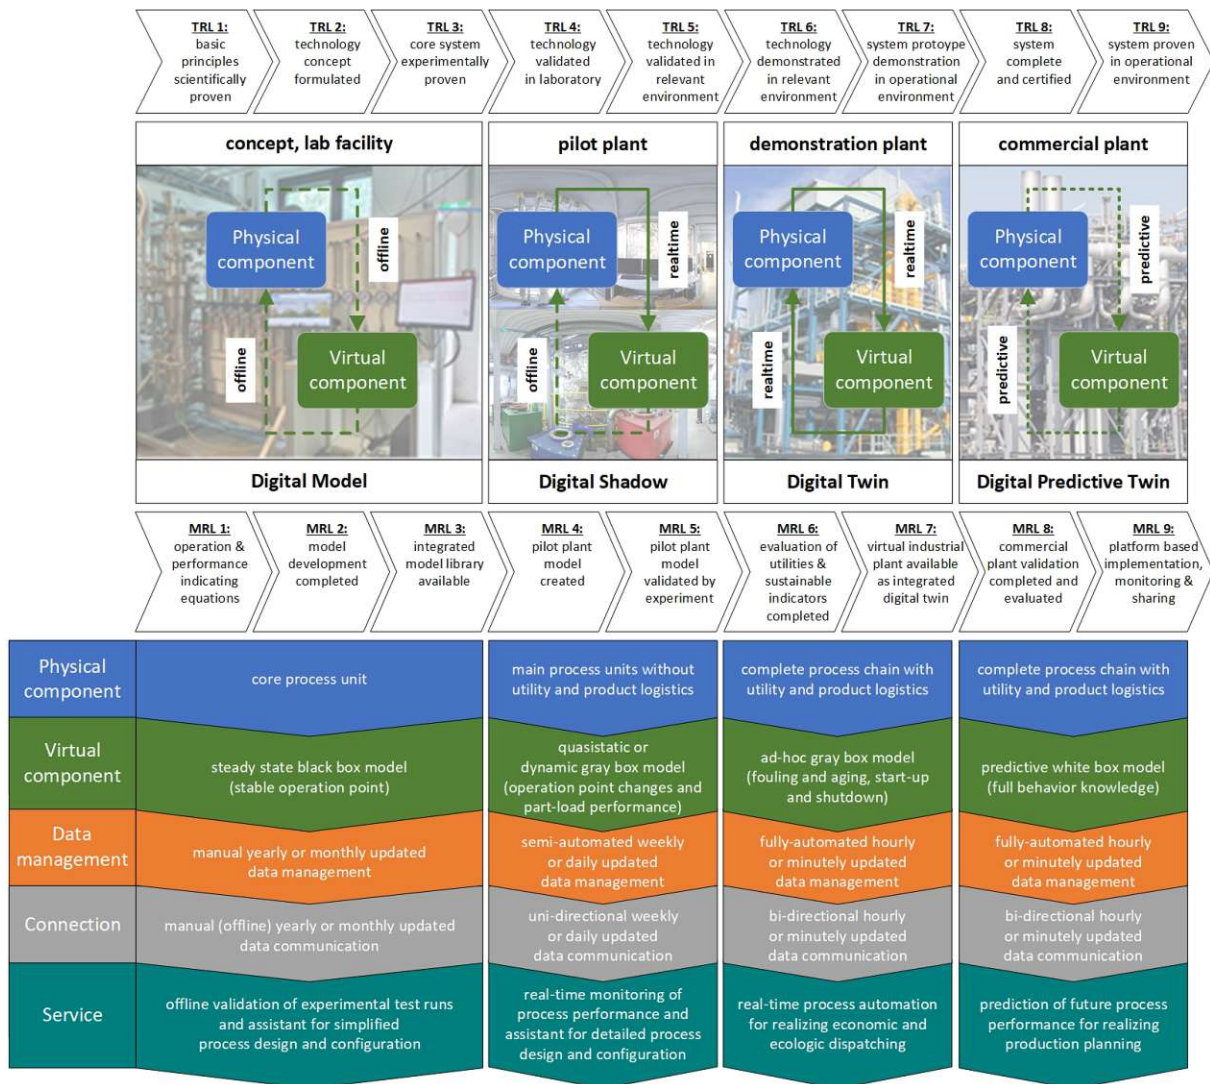 TRL 1:
basic
principles
scientifically
proven
TRL 2:
technology
concept
formulated
TRL 3:
core system
experimentally
proven
TRL 4:
technology
validated
in laboratory
TRL 5:
technology
validated in
relevant
environment
TRL 6:
technology
demonstrated
in relevant
environment
TRL 7:
system protoype
demonstration
in operational
environment
TRL 8:
system
complete
and certified
TRL 9:
system proven
in operational
environment
concept, lab facility
pilot plant
demonstration plant
commercial plant
Physical
component
offline
offline
Virtual
component
Physical
component
realtime
offline
Virtual
component
Physical
component
realtime
realtime
Virtual
component
Physical
component
predictive
predictive
Virtual
component
Digital Model
Digital Shadow
Digital Twin
Digital Predictive Twin
MRL 1:
operation &
performance
indicating
equations
MRL 2:
model
development
completed
MRL 3:
integrated
model library
available
MRL 4:
pilot plant
model
created
MRL 5:
pilot plant
model
validated by
experiment
MRL 6:
evaluation of
utilities &
sustainable
indicators
completed
MRL 7:
virtual industrial
plant available
as integrated
digital twin
MRL 8:
commercial
plant validation
completed and
evaluated
MRL 9:
platform based
implementation,
monitoring &
sharing
Physical
component
core process unit
main process units without
utility and product logistics
complete process chain with
utility and product logistics
complete process chain with
utility and product logistics
Virtual
component
steady state black box model
(stable operation point)
quasistatic or
dynamic gray box model
(operation point changes and
part-load performance)
ad-hoc gray box model
(fouling and aging, start-up
and shutdown)
predictive white box model
(full behavior knowledge)
Data
management
manual yearly or monthly updated
data management
semi-automated weekly
or daily updated
data management
fully-automated hourly
or minutely updated
data management
fully-automated hourly
or minutely updated
data management
Connection
manual (offline) yearly or monthly updated
data communication
uni-directional weekly
or daily updated
data communication
bi-directional hourly
or minutely updated
data communication
bi-directional hourly
or minutely updated
data communication
Service
offline validation of experimental test runs
and assistant for simplified
process design and configuration
real-time monitoring of
process performance and
assistant for detailed process
design and configuration
real-time process automation
for realizing economic and
ecologic dispatching
prediction of future process
performance for realizing
production planning